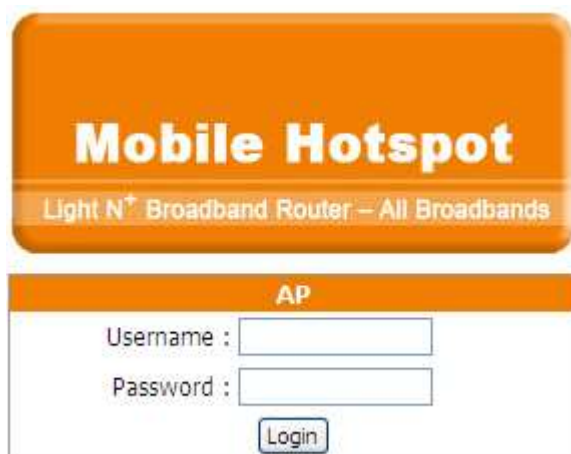 Mobile Hotspot
Light N+ Broadband Router – All Broadbands
AP
Username :
Password :
Login